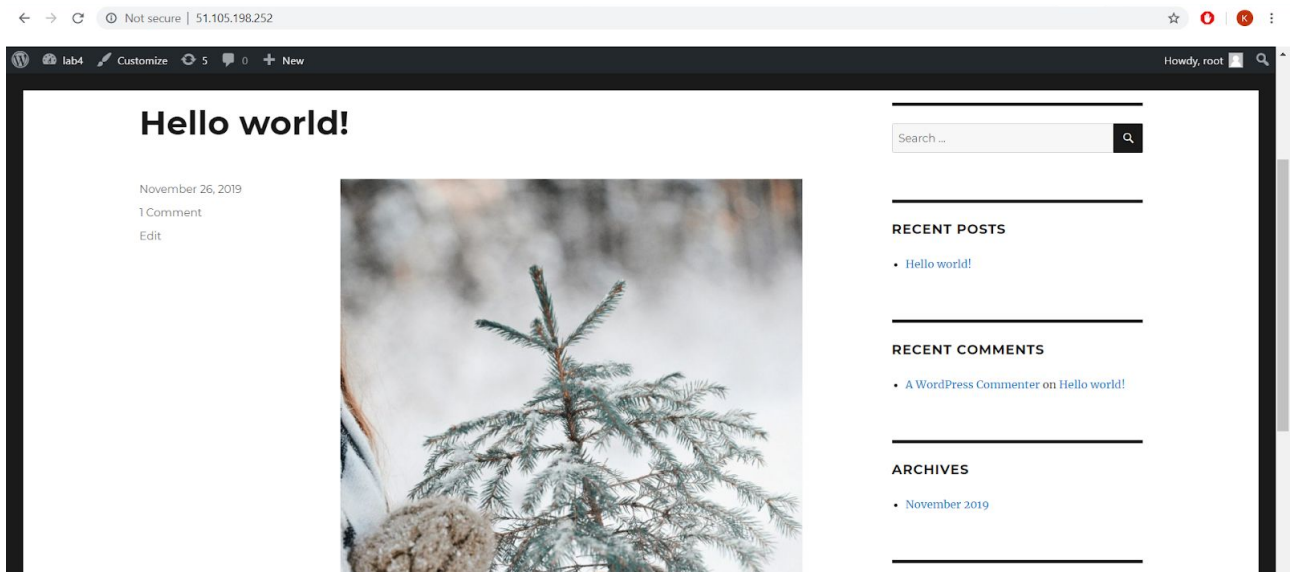 Not secure | 51.105.198.252
K
lab4 Customize 5 0 New
Howdy, root
Hello world!
November 26, 2019
1 Comment
Edit
Search ...
RECENT POSTS
Hello world!
RECENT COMMENTS
A WordPress Commenter on Hello world!
ARCHIVES
November 2019